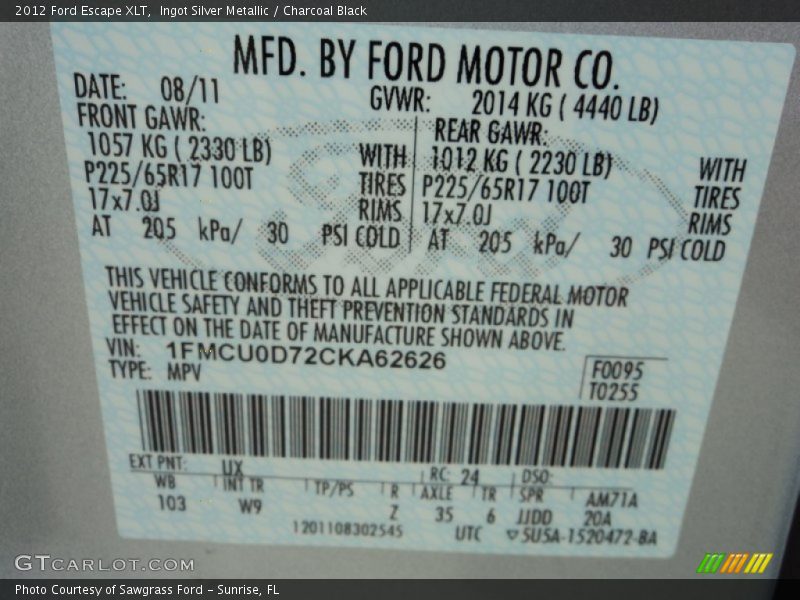 2012 Ford Escape XLT, Ingot Silver Metallic / Charcoal Black
MFD. BY FORD MOTOR CO.
DATE: 08/11 GVWR: 2014 KG ( 4440 LB)
FRONT GAWR: REAR GAWR:
1057 KG ( 2330 LB) WITH 1012 KG ( 2230 LB) WITH
P225/65R17 100T TIRES P225/65R17 100T TIRES
17x7.0J RIMS 17x7.0J RIMS
AT 205 kPa/ 30 PSI COLD AT 205 kPa/ 30 PSI COLD
THIS VEHICLE CONFORMS TO ALL APPLICABLE FEDERAL MOTOR
VEHICLE SAFETY AND THEFT PREVENTION STANDARDS IN
EFFECT ON THE DATE OF MANUFACTURE SHOWN ABOVE.
VIN: 1FMCU0D72CKA62626 F0095
TYPE: MPV T0255
EXT PNT: UX RC: 24 DSO:
WB INT TR TP/PS R AXLE TR SPR AM71A
103 W9 Z 35 6 JJDD 20A
1201108302545 UTC ▽SU5A-1520472-BA
GTCARLOT.COM
Photo Courtesy of Sawgrass Ford - Sunrise, FL